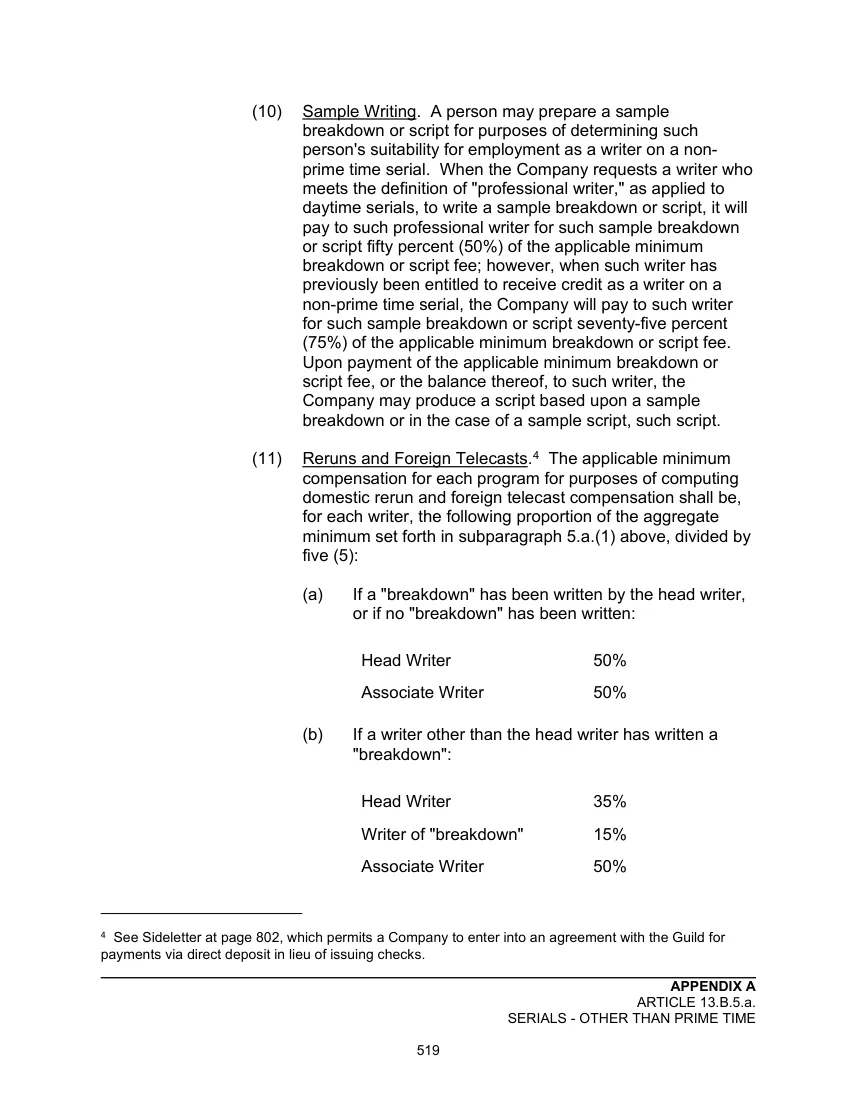 (10) Sample Writing. A person may prepare a sample
breakdown or script for purposes of determining such
person's suitability for employment as a writer on a non-
prime time serial. When the Company requests a writer who
meets the definition of "professional writer," as applied to
daytime serials, to write a sample breakdown or script, it will
pay to such professional writer for such sample breakdown
or script fifty percent (50%) of the applicable minimum
breakdown or script fee; however, when such writer has
previously been entitled to receive credit as a writer on a
non-prime time serial, the Company will pay to such writer
for such sample breakdown or script seventy-five percent
(75%) of the applicable minimum breakdown or script fee.
Upon payment of the applicable minimum breakdown or
script fee, or the balance thereof, to such writer, the
Company may produce a script based upon a sample
breakdown or in the case of a sample script, such script.
(11) Reruns and Foreign Telecasts.4 The applicable minimum
compensation for each program for purposes of computing
domestic rerun and foreign telecast compensation shall be,
for each writer, the following proportion of the aggregate
minimum set forth in subparagraph 5.a.(1) above, divided by
five (5):
(a) If a "breakdown" has been written by the head writer,
or if no "breakdown" has been written:
Head Writer 50%
Associate Writer 50%
(b) If a writer other than the head writer has written a
"breakdown":
Head Writer 35%
Writer of "breakdown" 15%
Associate Writer 50%
4 See Sideletter at page 802, which permits a Company to enter into an agreement with the Guild for
payments via direct deposit in lieu of issuing checks.
APPENDIX A
ARTICLE 13.B.5.a.
SERIALS - OTHER THAN PRIME TIME
519